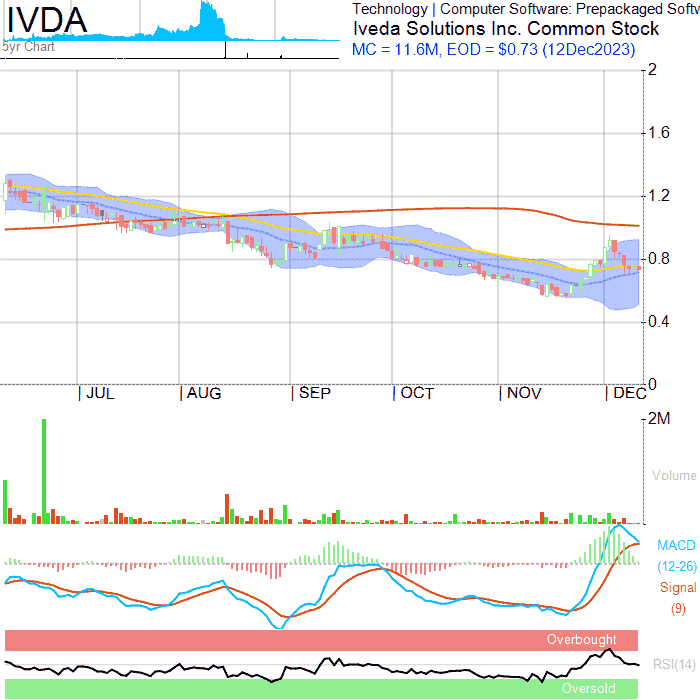 IVDA
5yr Chart
Technology | Computer Software: Prepackaged Softw
Iveda Solutions Inc. Common Stock
MC = 11.6M, EOD = $0.73 (12Dec2023)
2
1.6
1.2
0.8
0.4
0
JUL AUG SEP OCT NOV DEC
2M
Volume
MACD
(12-26)
Signal
(9)
Overbought
RSI(14)
Oversold